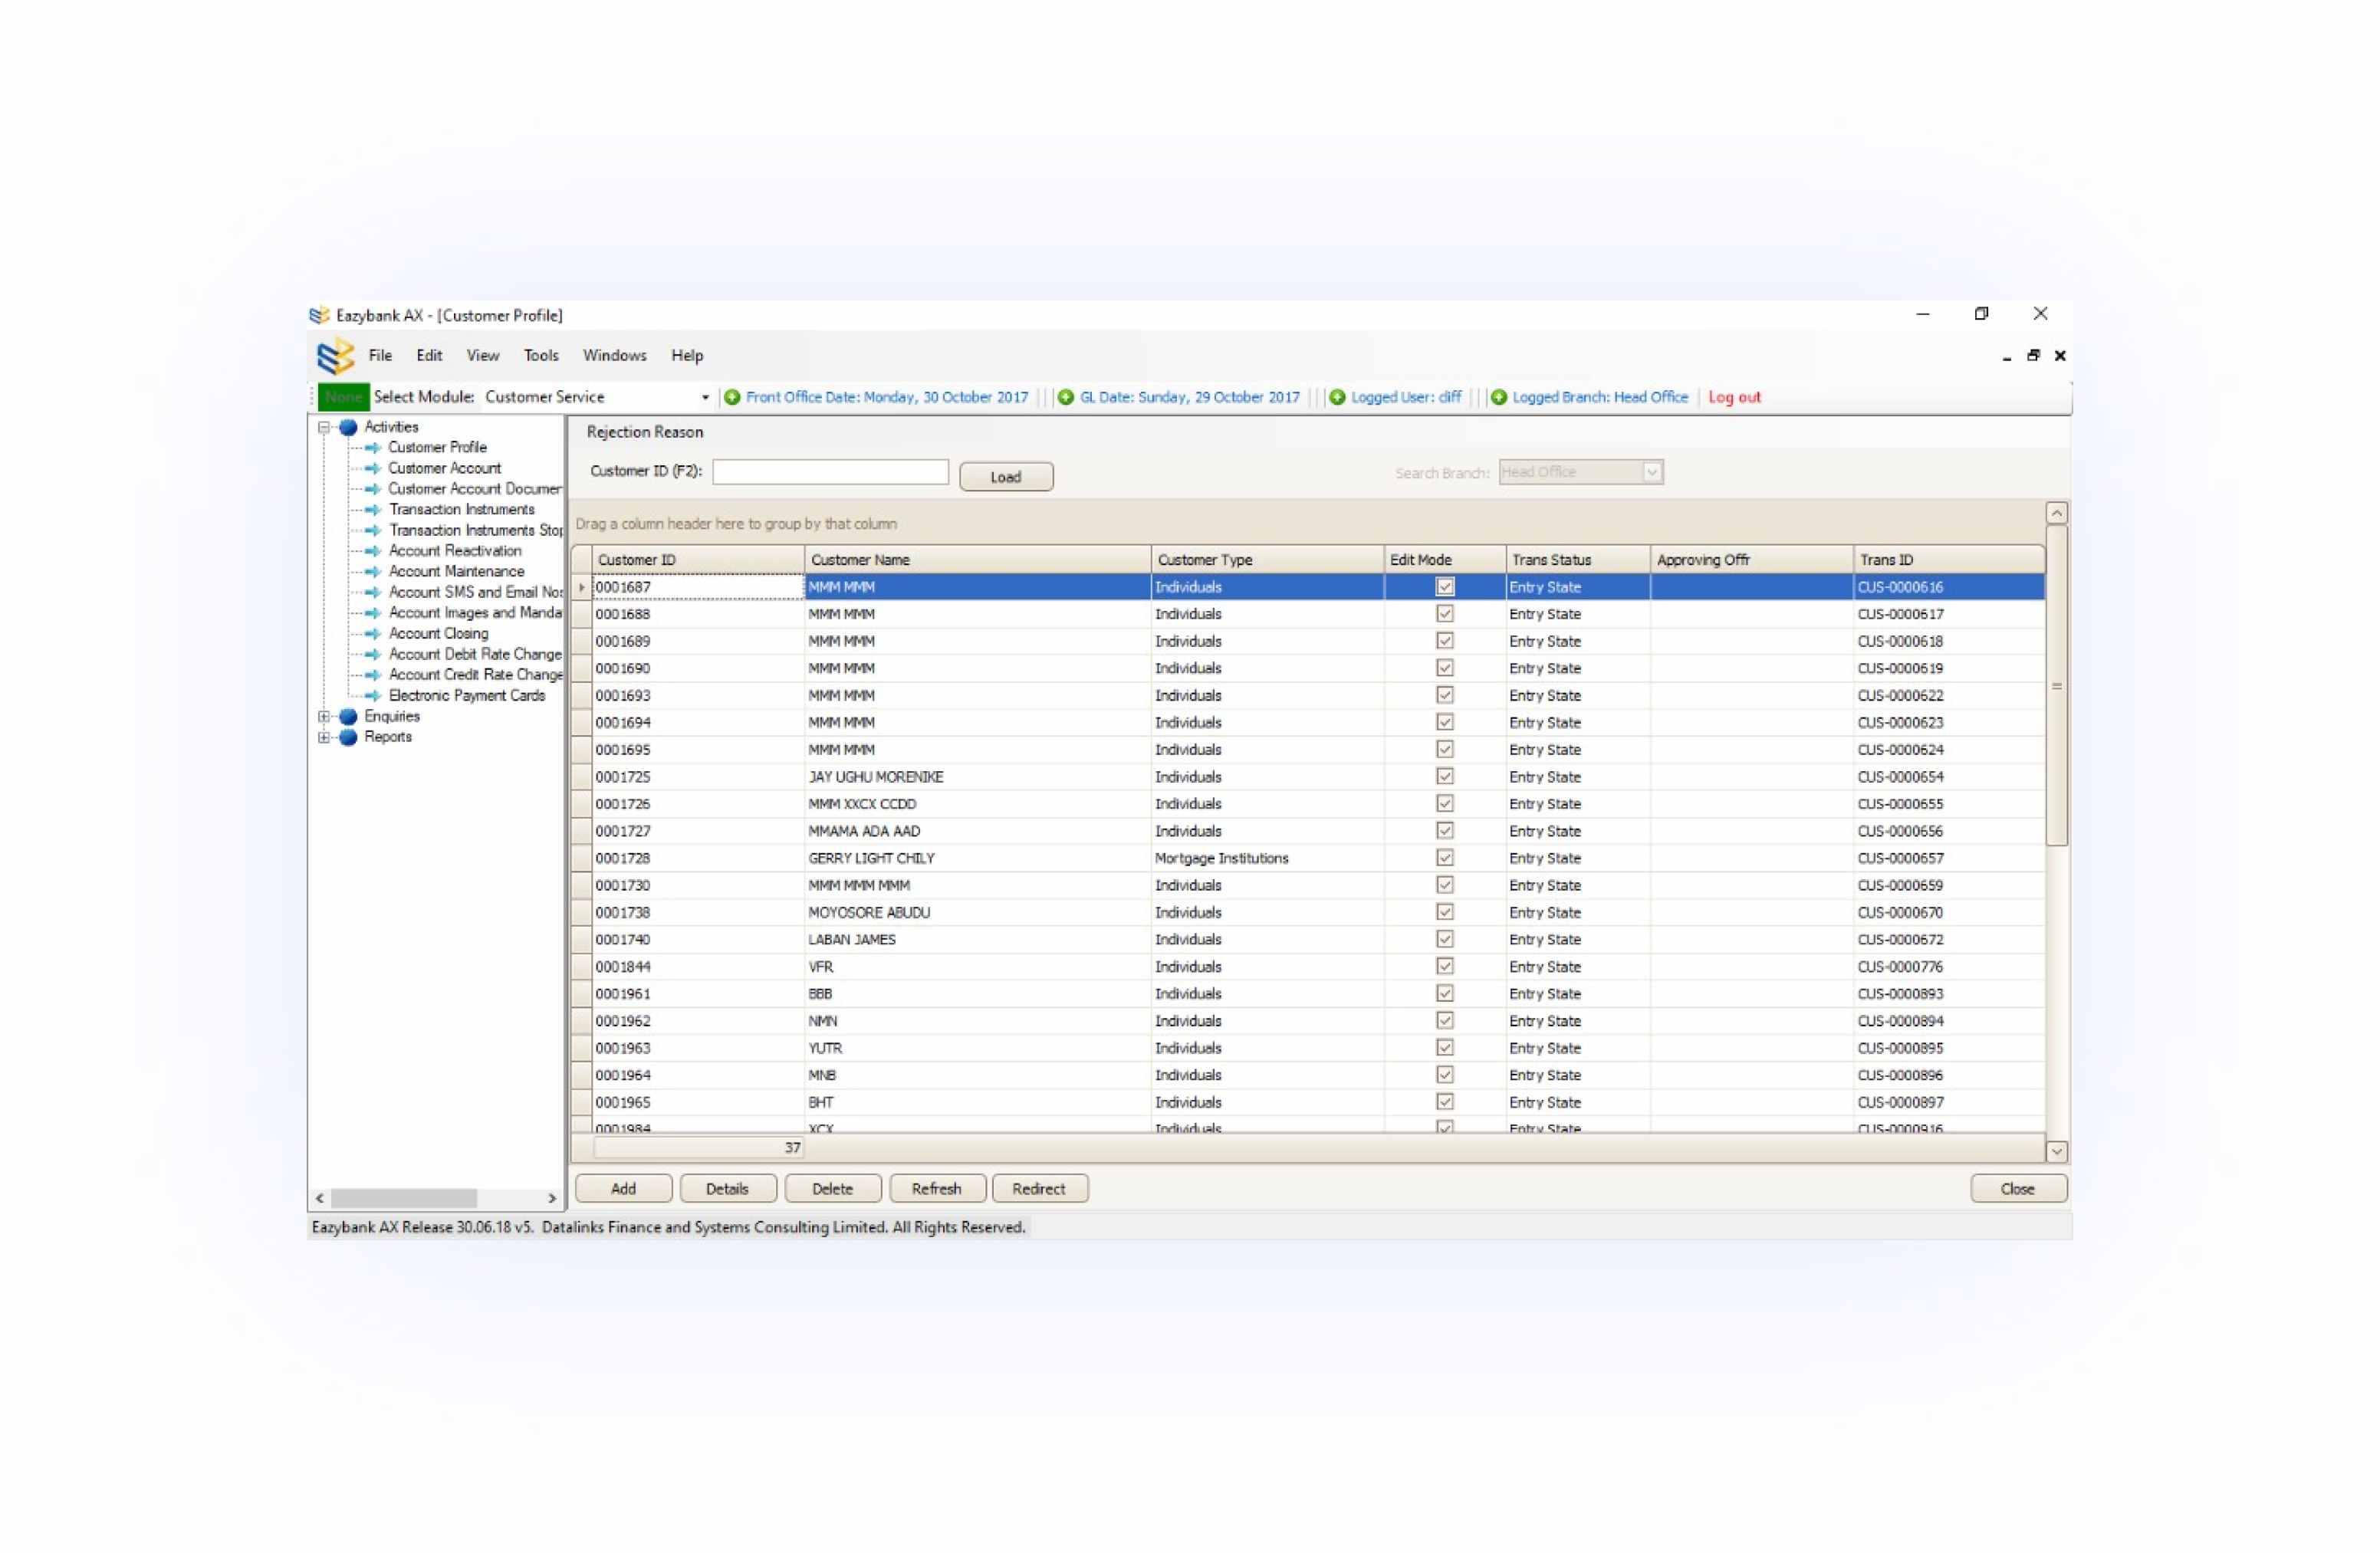 Eazybank AX - [Customer Profile]
File Edit View Tools Windows Help
None Select Module: Customer Service Front Office Date: Monday, 30 October 2017 GL Date: Sunday, 29 October 2017 Logged User: cliff Logged Branch: Head Office Log out
Activities
Customer Profile
Customer Account
Customer Account Documen
Transaction Instruments
Transaction Instruments Stop
Account Reactivation
Account Maintenance
Account SMS and Email
Account Images and Manda
Account Closing
Account Debit Rate Change
Account Credit Rate Change
Electronic Payment Cards
Enquiries
Reports
Rejection Reason
Customer ID (F2): Load Search Branch: Head Office
Drag a column header here to group by that column
Customer ID Customer Name Customer Type Edit Mode Trans Status Approving Offr Trans ID
0001687 MMM MMM Individuals Entry State CUS-0000616
0001688 MMM MMM Individuals Entry State CUS-0000617
0001689 MMM MMM Individuals Entry State CUS-0000618
0001690 MMM MMM Individuals Entry State CUS-0000619
0001693 MMM MMM Individuals Entry State CUS-0000622
0001694 MMM MMM Individuals Entry State CUS-0000623
0001695 MMM MMM Individuals Entry State CUS-0000624
0001725 JAY UGHU MORENIKE Individuals Entry State CUS-0000654
0001726 MMM XXCX CCDD Individuals Entry State CUS-0000655
0001727 MMAMA ADA AAD Individuals Entry State CUS-0000656
0001728 GERRY LIGHT CHILY Mortgage Institutions Entry State CUS-0000657
0001730 MMM MMM MMM Individuals Entry State CUS-0000659
0001738 MOYOSORE ABUDU Individuals Entry State CUS-0000670
0001740 LABAN JAMES Individuals Entry State CUS-0000672
0001844 VFR Individuals Entry State CUS-0000776
0001961 BBB Individuals Entry State CUS-0000893
0001962 NMN Individuals Entry State CUS-0000894
0001963 YUTR Individuals Entry State CUS-0000895
0001964 MNB Individuals Entry State CUS-0000896
0001965 BHT Individuals Entry State CUS-0000897
0001984 XCX Individuals Entry State CUS-0000916
37
Add Details Delete Refresh Redirect Close
Eazybank AX Release 30.06.18 v5. Datalinks Finance and Systems Consulting Limited. All Rights Reserved.